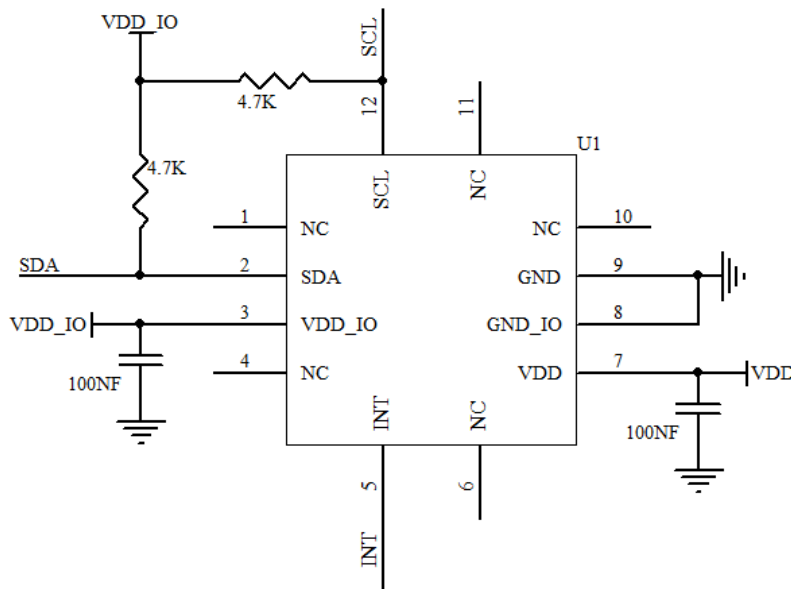 VDD_IO
SCL
4.7K
12
11
U1
4.7K
SCL
NC
1
NC
NC
10
SDA
2
SDA
GND
9
VDD_IO
3
VDD_IO
GND_IO
8
4
NC
VDD
7
VDD
100NF
INT
NC
100NF
5
6
INT